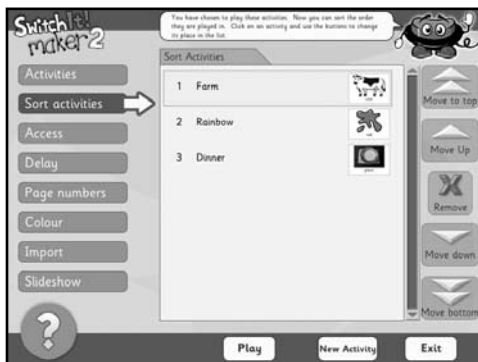 SwitchIt!
maker 2
You have chosen to play these activities. Now you can sort the order
they are played in. Click on an activity and use the buttons to change
its place in the list.
Sort Activities
Activities
Sort activities
Access
Delay
Page numbers
Colour
Import
Slideshow
1 Farm
2 Rainbow
3 Dinner
Move to top
Move Up
Remove
Move down
Move bottom
?
Play
New Activity
Exit